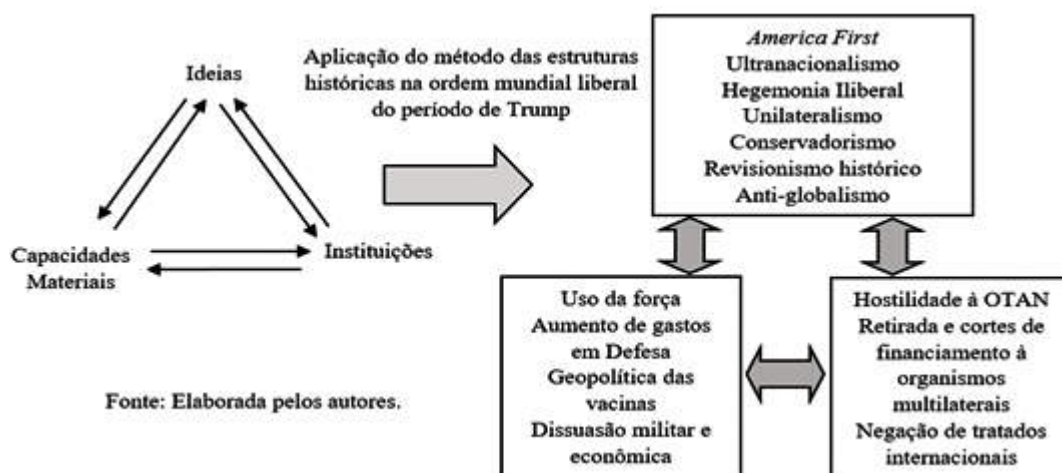 Ideias
Capacidades
Materiais
Instituições
Fonte: Elaborada pelos autores.
Aplicação do método das estruturas
históricas na ordem mundial liberal
do período de Trump
America First
Ultranacionalismo
Hegemonia Iliberal
Unilateralismo
Conservadorismo
Revisionismo histórico
Anti-globalismo
Uso da força
Aumento de gastos
em Defesa
Geopolítica das
vacinas
Dissuasão militar e
econômica
Hostilidade à OTAN
Retirada e cortes de
financiamento à
organismos
multilaterais
Negação de tratados
internacionais